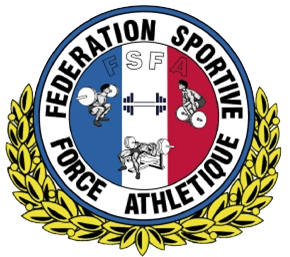 FEDERATION SPORTIVE
FSFA
FORCE ATHLETIQUE